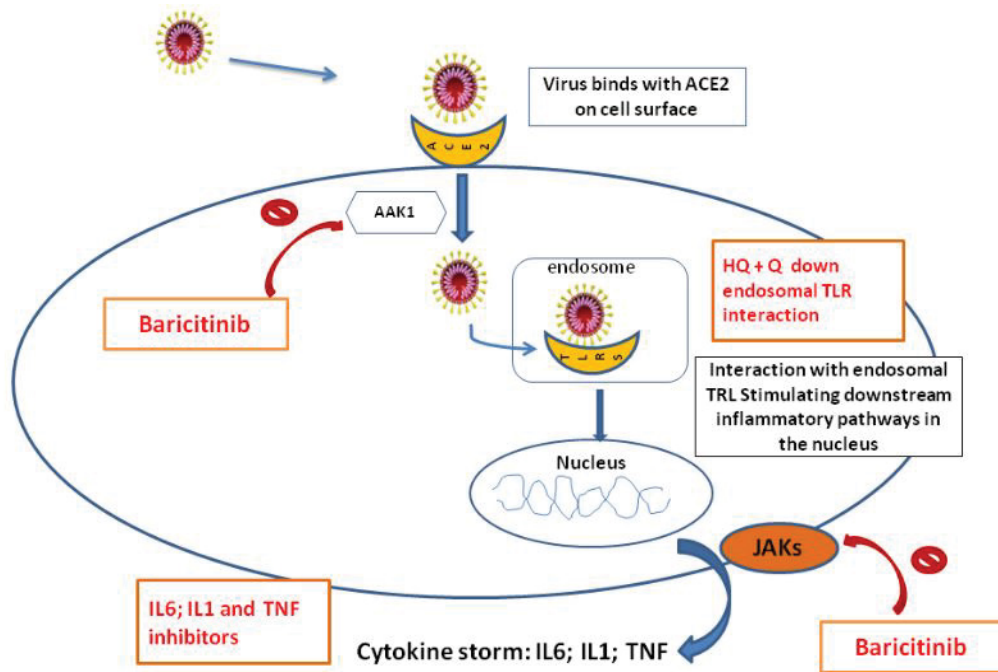 Virus binds with ACE2
on cell surface
ACE2
AAK1
endosome
HQ + Q down
endosomal TLR
interaction
Baricitinib
TLRS
Interaction with endosomal
TRL Stimulating downstream
inflammatory pathways in
the nucleus
Nucleus
JAKs
IL6; IL1 and TNF
inhibitors
Cytokine storm: IL6; IL1; TNF
Baricitinib